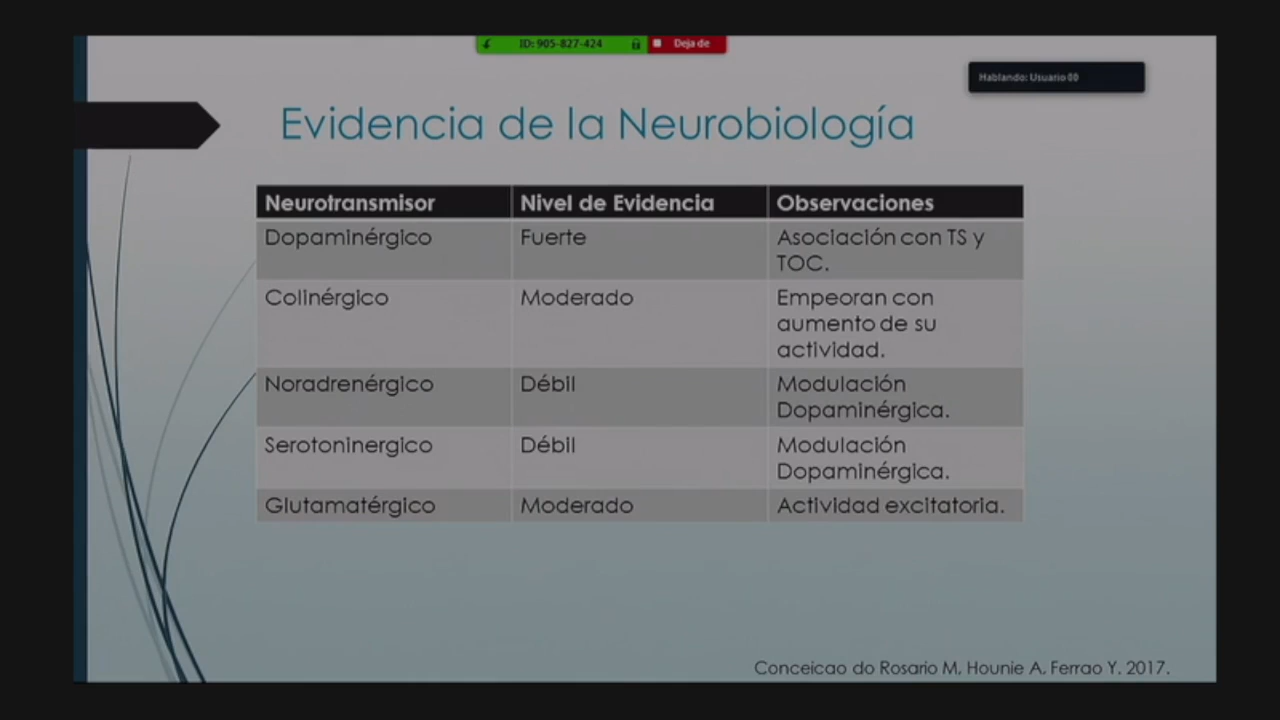 ID: 905-827-424
Deja de
Hablando: Usuario 00
Evidencia de la Neurobiología
Neurotransmisor
Nivel de Evidencia
Observaciones
Dopaminérgico
Fuerte
Asociación con TS y
TOC.
Colinérgico
Moderado
Empeoran con
aumento de su
actividad.
Noradrenérgico
Débil
Modulación
Dopaminérgica.
Serotoninergico
Débil
Modulación
Dopaminérgica.
Glutamatérgico
Moderado
Actividad excitatoria.
Conceicao do Rosario M, Hounie A, Ferrao Y. 2017.